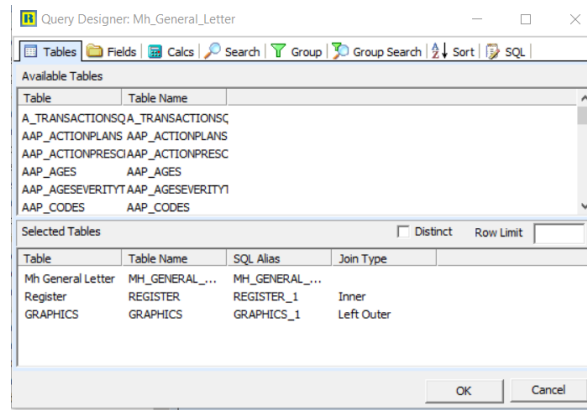 Query Designer: Mh_General_Letter
Tables Fields Calcs Search Group Group Search Sort SQL
Available Tables
Table Table Name
A_TRANSACTIONSQ A_TRANSACTIONSQ
AAP_ACTIONPLANS AAP_ACTIONPLANS
AAP_ACTIONPRESCI AAP_ACTIONPRESC
AAP_AGES AAP_AGES
AAP_AGESEVERITYT AAP_AGESEVERITYT
AAP_CODES AAP_CODES
Selected Tables Distinct Row Limit
Table Table Name SQL Alias Join Type
Mh General Letter MH_GENERAL_... MH_GENERAL_...
Register REGISTER REGISTER_1 Inner
GRAPHICS GRAPHICS GRAPHICS_1 Left Outer
OK Cancel